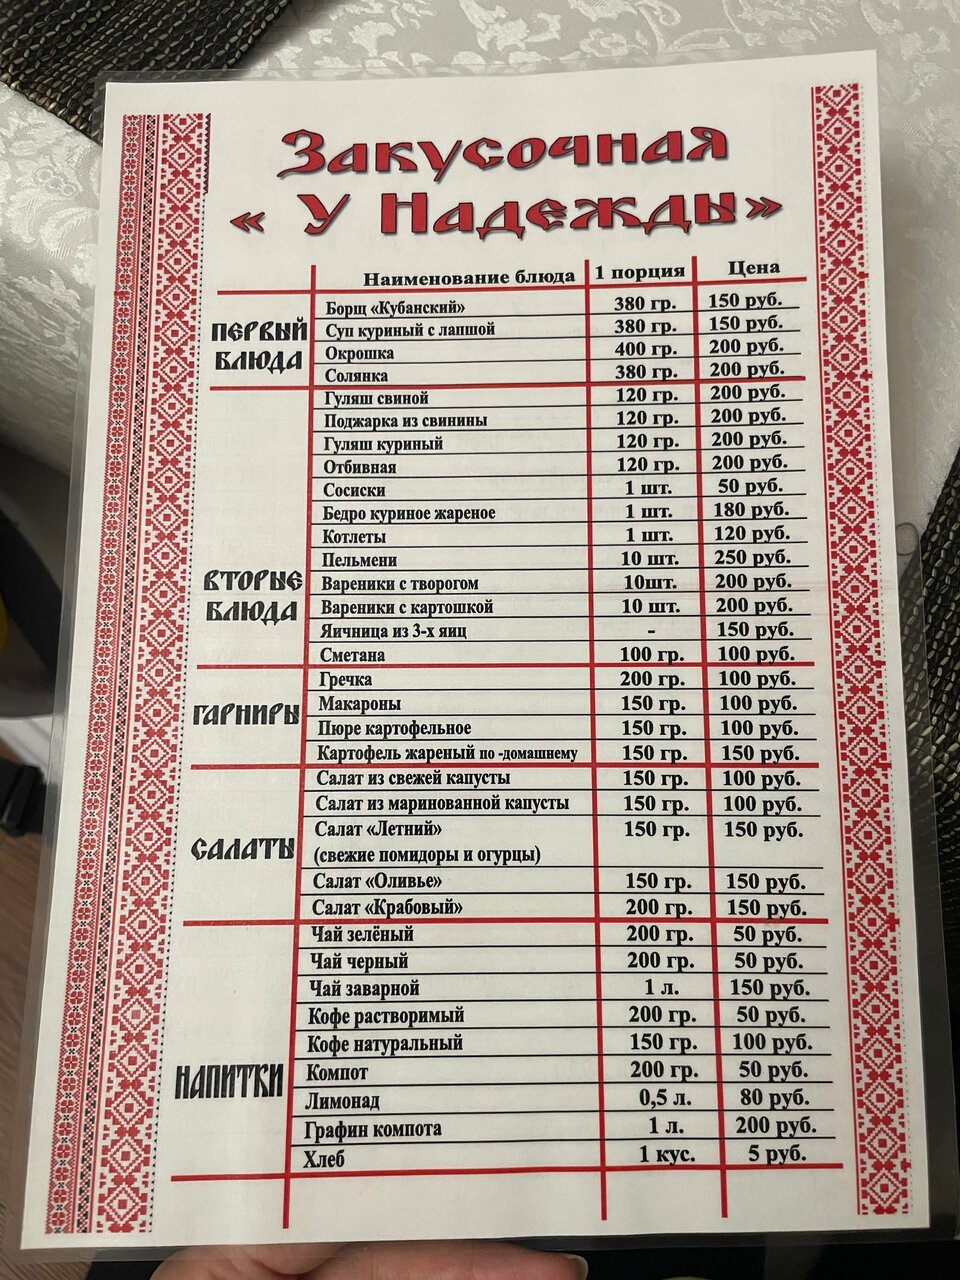 Закусочная
« У Надежды»
Наименование блюда 1 порция Цена
ПЕРВЫЙ БЛЮДА
Борщ «Кубанский» 380 гр. 150 руб.
Суп куриный с лапшой 380 гр. 150 руб.
Окрошка 400 гр. 200 руб.
Солянка 380 гр. 200 руб.
ВТОРЫЕ БЛЮДА
Гуляш свиной 120 гр. 200 руб.
Поджарка из свинины 120 гр. 200 руб.
Гуляш куриный 120 гр. 200 руб.
Отбивная 120 гр. 200 руб.
Сосиски 1 шт. 50 руб.
Бедро куриное жареное 1 шт. 180 руб.
Котлеты 1 шт. 120 руб.
Пельмени 10 шт. 250 руб.
Вареники с творогом 10шт. 200 руб.
Вареники с картошкой 10 шт. 200 руб.
Яичница из 3-х яиц - 150 руб.
Сметана 100 гр. 100 руб.
ГАРНИРЫ
Гречка 200 гр. 100 руб.
Макароны 150 гр. 100 руб.
Пюре картофельное 150 гр. 100 руб.
Картофель жареный по -домашнему 150 гр. 150 руб.
САЛАТЫ
Салат из свежей капусты 150 гр. 100 руб.
Салат из маринованной капусты 150 гр. 100 руб.
Салат «Летний» 150 гр. 150 руб.
(свежие помидоры и огурцы)
Салат «Оливье» 150 гр. 150 руб.
Салат «Крабовый» 200 гр. 150 руб.
НАПИТКИ
Чай зелёный 200 гр. 50 руб.
Чай черный 200 гр. 50 руб.
Чай заварной 1 л. 150 руб.
Кофе растворимый 200 гр. 50 руб.
Кофе натуральный 150 гр. 100 руб.
Компот 200 гр. 50 руб.
Лимонад 0,5 л. 80 руб.
Графин компота 1 л. 200 руб.
Хлеб 1 кус. 5 руб.